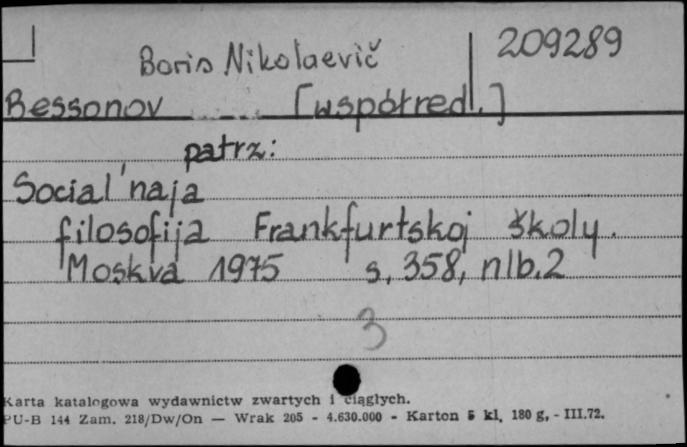 Boris Nikolaevič 209289
Bessonov [współred.]
patrz:
Social'naja
filosofija Frankfurtskoj školy.
Moskva 1975 s. 358, nlb. 2
3
Karta katalogowa wydawnictw zwartych i ciągłych.
PU-B 144 Zam. 218/Dw/On — Wrak 205 - 4.630.000 - Karton 5 kl. 180 g. - III.72.